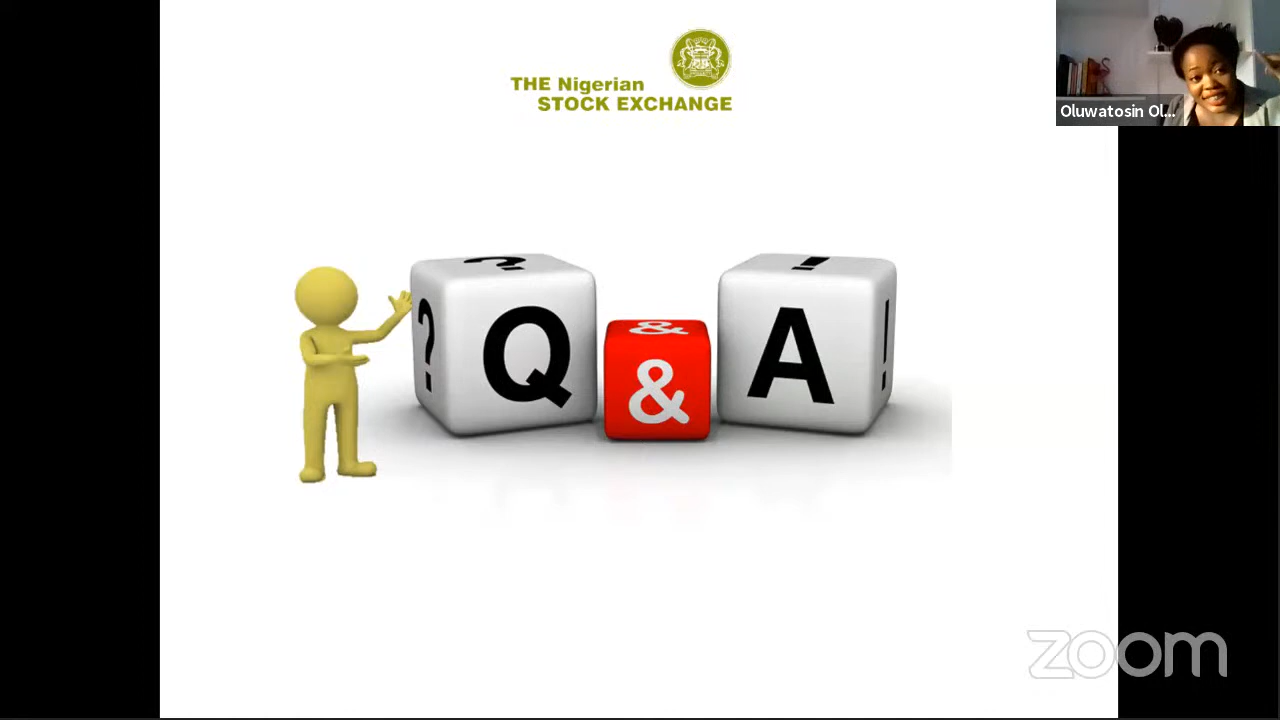 THE Nigerian
STOCK EXCHANGE
Oluwatosin Ol...
? ? Q & & A ! !
zoom